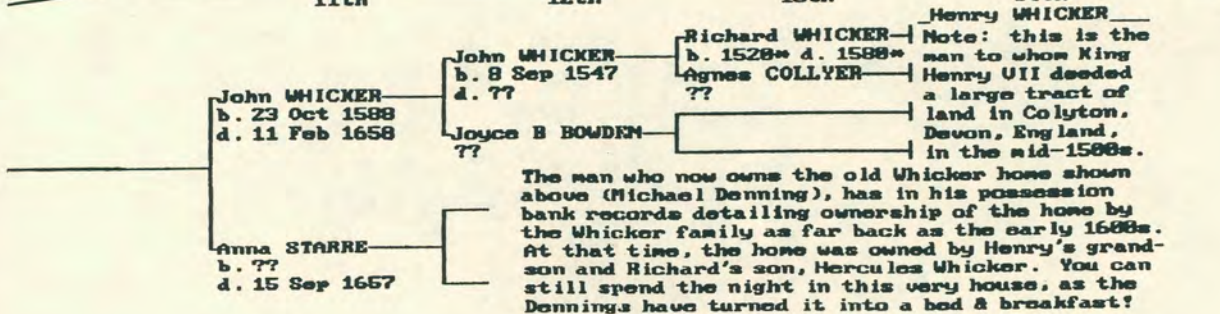 11th
_Henry WHICKER___
Richard WHICKER
Note: this is the
John WHICKER
b. 1520* d. 1580*
man to whom King
b. 8 Sep 1547
Agnes COLLYER
Henry VII deeded
John WHICKER
d. ??
??
a large tract of
b. 23 Oct 1588
land in Colyton,
d. 11 Feb 1658
Joyce B BOWDEN
Devon, England,
??
in the mid-1500s.
The man who now owns the old Whicker home shown
above (Michael Denning), has in his possession
bank records detailing ownership of the home by
the Whicker family as far back as the early 1600s.
Anna STARRE
At that time, the home was owned by Henry's grand-
b. ??
son and Richard's son, Hercules Whicker. You can
d. 15 Sep 1657
still spend the night in this very house, as the
Dennings have turned it into a bed & breakfast!